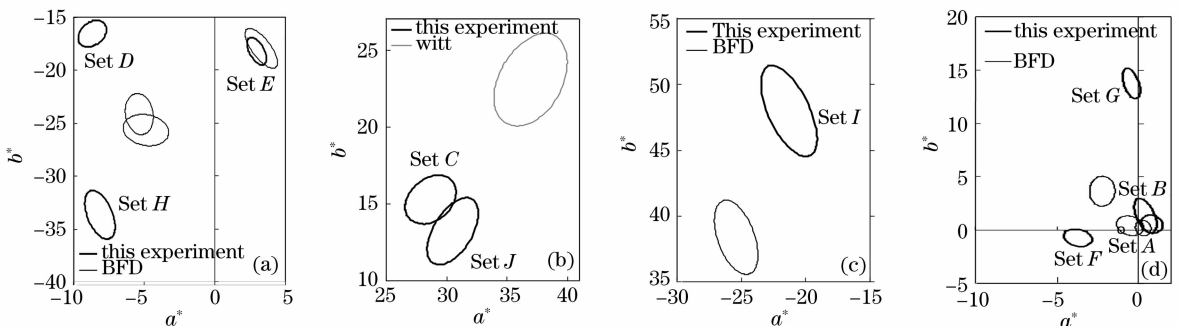 -15
-20
-25
-30
-35
-40
b*
Set D
Set E
Set H
this experiment
BFD
(a)
-10
-5
0
5
a*
25
20
15
10
b*
this experiment
witt
Set C
Set J
(b)
25
30
35
40
a*
55
50
45
40
35
b*
This experiment
BFD
Set I
(c)
-30
-25
-20
-15
a*
20
15
10
5
0
-5
b*
this experiment
BFD
Set G
Set B
Set A
Set F
(d)
-10
-5
0
a*